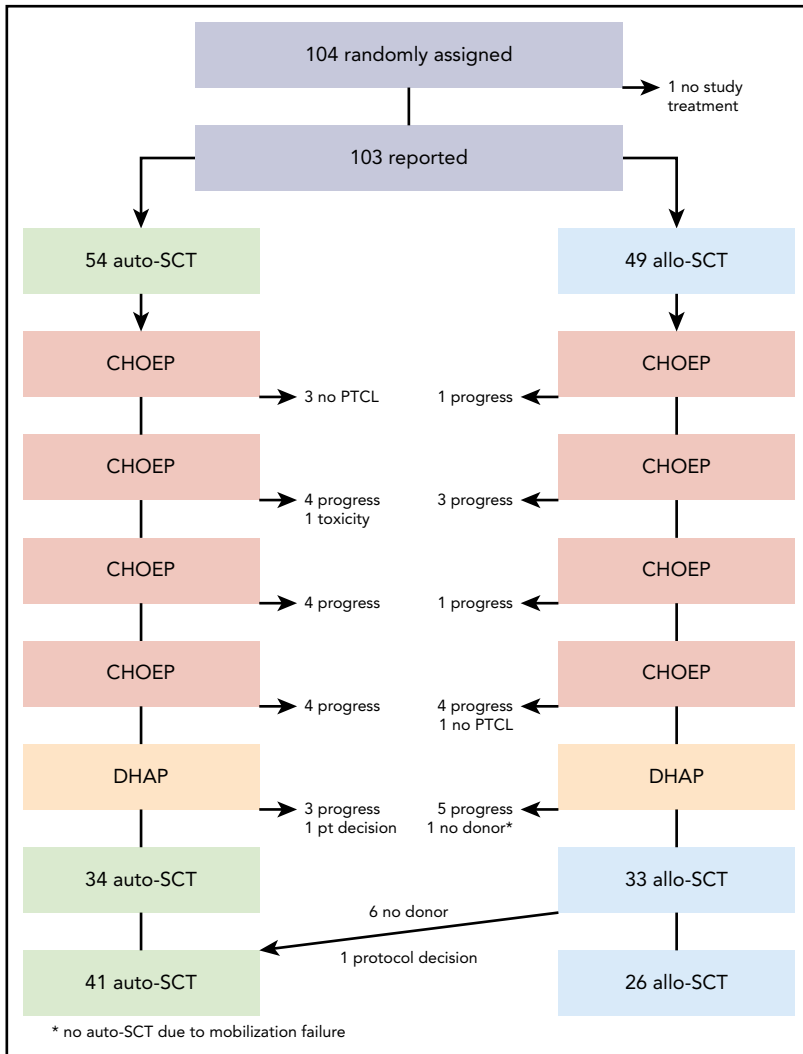 104 randomly assigned
1 no study
treatment
103 reported
54 auto-SCT
49 allo-SCT
CHOEP
CHOEP
3 no PTCL
1 progress
CHOEP
CHOEP
4 progress
1 toxicity
3 progress
CHOEP
CHOEP
4 progress
1 progress
CHOEP
CHOEP
4 progress
4 progress
1 no PTCL
DHAP
DHAP
3 progress
1 pt decision
5 progress
1 no donor*
34 auto-SCT
33 allo-SCT
6 no donor
1 protocol decision
41 auto-SCT
26 allo-SCT
* no auto-SCT due to mobilization failure